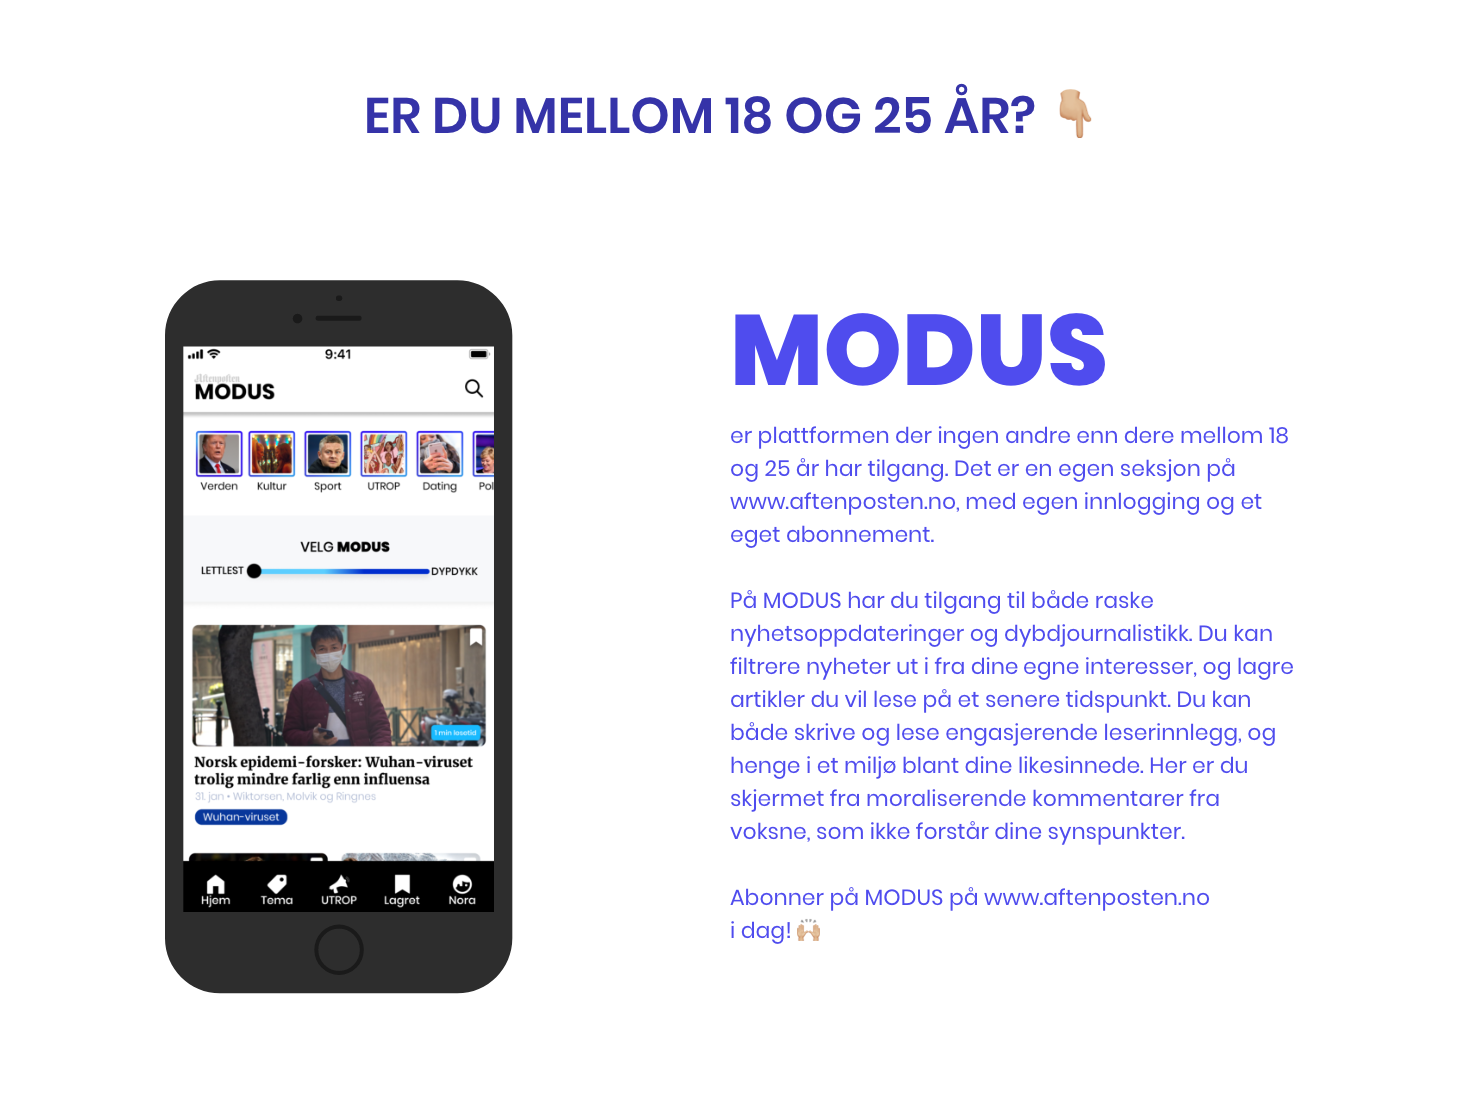 ER DU MELLOM 18 OG 25 ÅR? 👇🏼
9:41
Aftenposten
MODUS
Verden Kultur Sport UTROP Dating Pol
VELG MODUS
LETTLEST DYPDYKK
1 min lesetid
Norsk epidemi-forsker: Wuhan-viruset
trolig mindre farlig enn influensa
31. jan • Wiktorsen, Molvik og Ringnes
Wuhan-viruset
Hjem Tema UTROP Lagret Nora
MODUS
er plattformen der ingen andre enn dere mellom 18
og 25 år har tilgang. Det er en egen seksjon på
www.aftenposten.no, med egen innlogging og et
eget abonnement.
På MODUS har du tilgang til både raske
nyhetsoppdateringer og dybdjournalistikk. Du kan
filtrere nyheter ut i fra dine egne interesser, og lagre
artikler du vil lese på et senere tidspunkt. Du kan
både skrive og lese engasjerende leserinnlegg, og
henge i et miljø blant dine likesinnede. Her er du
skjermet fra moraliserende kommentarer fra
voksne, som ikke forstår dine synspunkter.
Abonner på MODUS på www.aftenposten.no
i dag! 🙌🏼